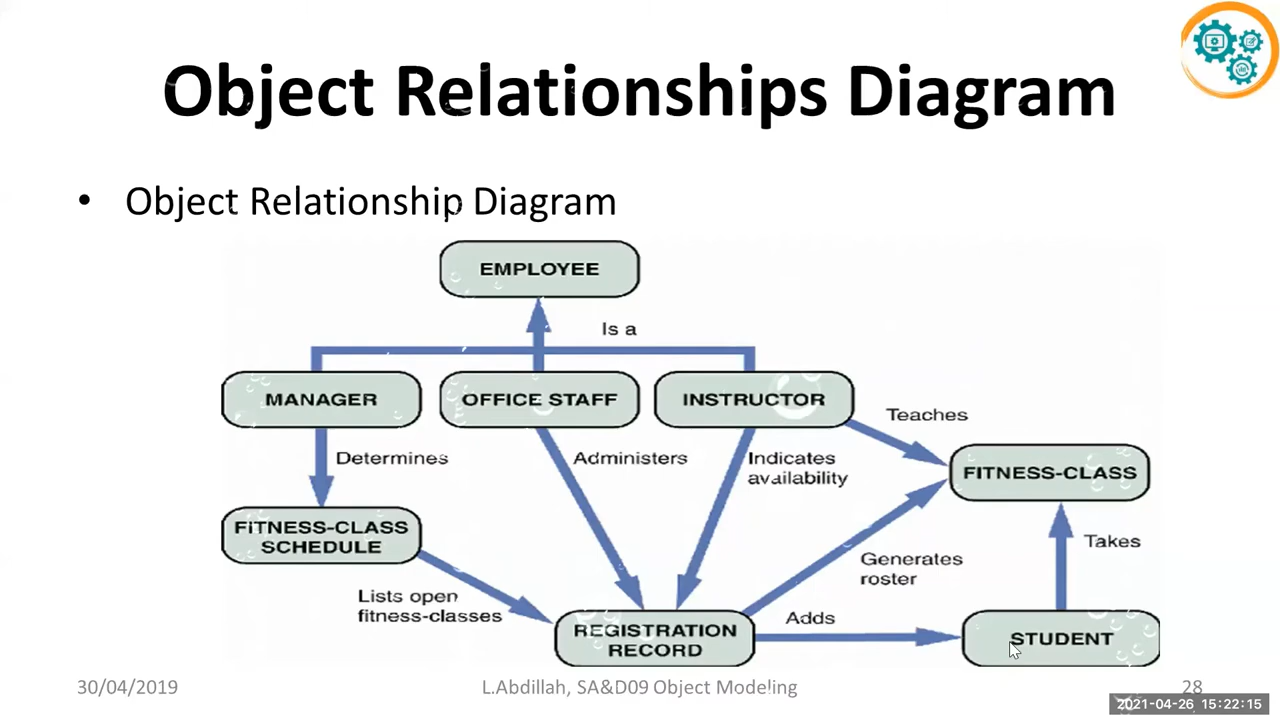 Object Relationships Diagram
• Object Relationship Diagram
EMPLOYEE
Is a
MANAGER
OFFICE STAFF
INSTRUCTOR
Teaches
Determines
Administers
Indicates
availability
FITNESS-CLASS
FITNESS-CLASS
SCHEDULE
Takes
Generates
roster
Lists open
fitness-classes
Adds
REGISTRATION
RECORD
STUDENT
30/04/2019
L.Abdillah, SA&D09 Object Modeling
28
2021-04-26 15:22:15